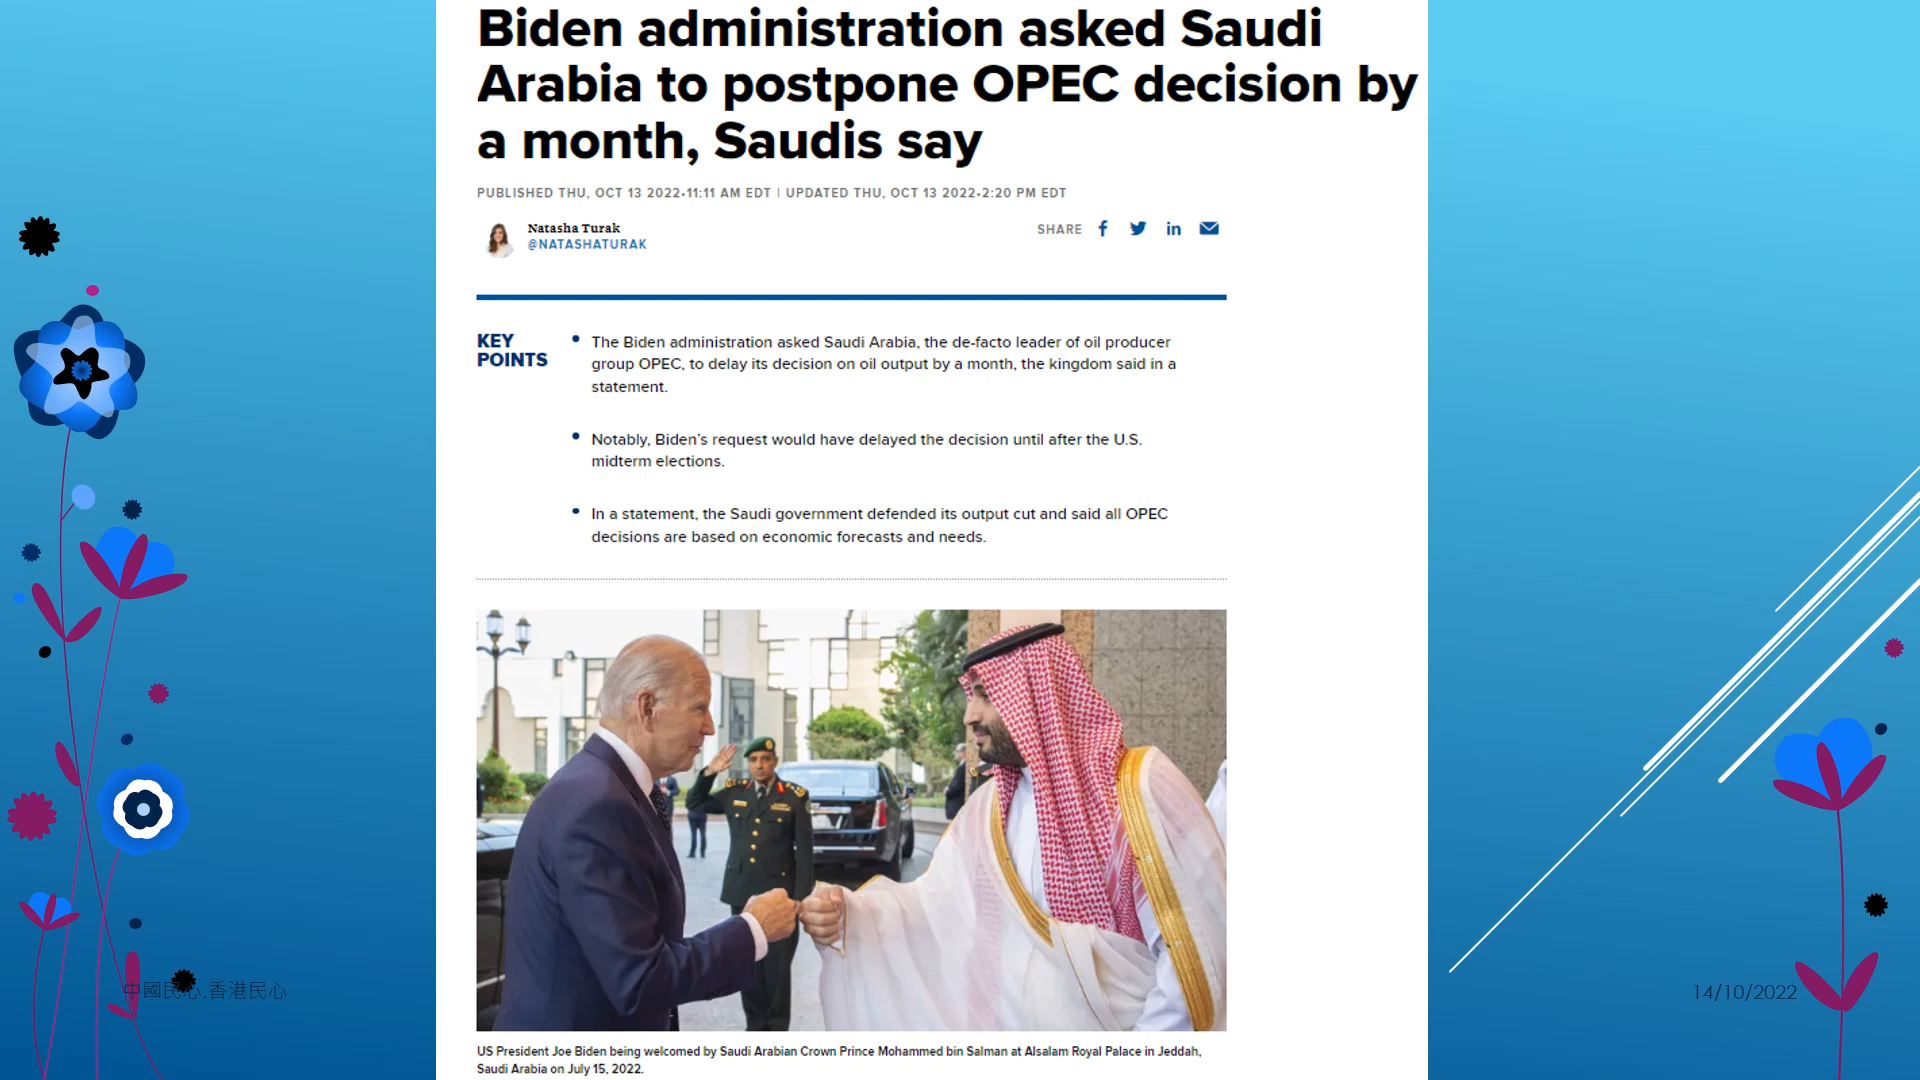 Biden administration asked Saudi
Arabia to postpone OPEC decision by
a month, Saudis say
PUBLISHED THU, OCT 13 2022•11:11 AM EDT | UPDATED THU, OCT 13 2022•2:20 PM EDT
Natasha Turak
@NATASHATURAK
SHARE
KEY
POINTS
• The Biden administration asked Saudi Arabia, the de-facto leader of oil producer
group OPEC, to delay its decision on oil output by a month, the kingdom said in a
statement.
• Notably, Biden’s request would have delayed the decision until after the U.S.
midterm elections.
• In a statement, the Saudi government defended its output cut and said all OPEC
decisions are based on economic forecasts and needs.
US President Joe Biden being welcomed by Saudi Arabian Crown Prince Mohammed bin Salman at Alsalam Royal Palace in Jeddah,
Saudi Arabia on July 15, 2022.
中國民心.香港民心
14/10/2022